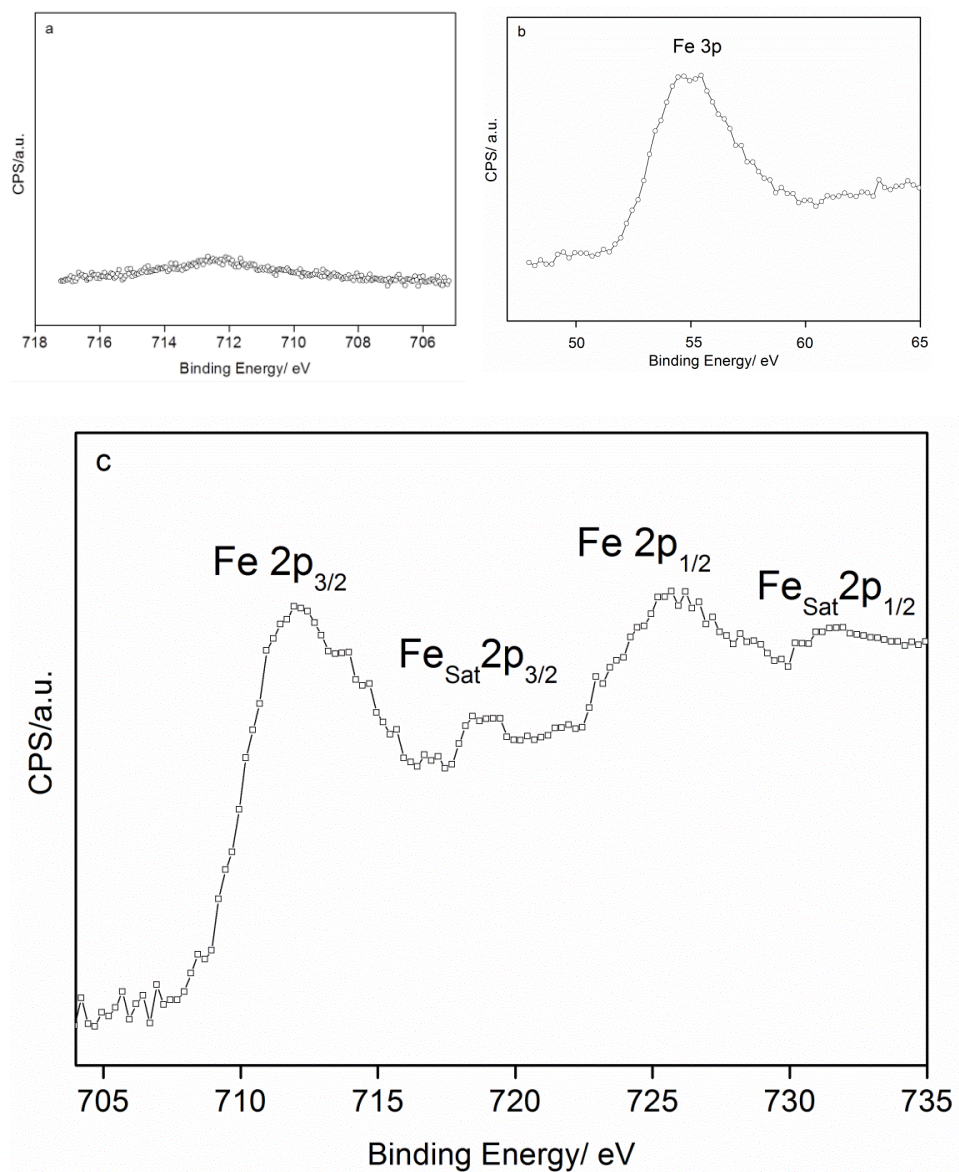 a
CPS/a.u.
718 716 714 712 710 708 706
Binding Energy/ eV
b
Fe 3p
CPS/ a.u.
50 55 60 65
Binding Energy/ eV
c
Fe 2p3/2
FeSat2p3/2
Fe 2p1/2
FeSat2p1/2
CPS/a.u.
705 710 715 720 725 730 735
Binding Energy/ eV